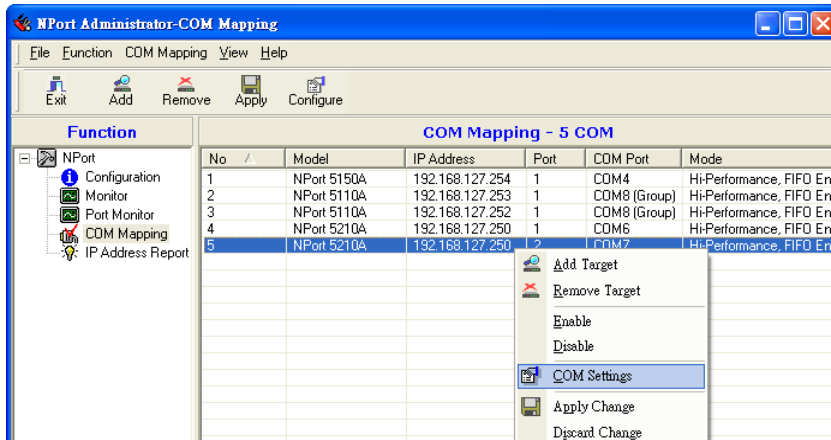 NPort Administrator-COM Mapping
File Function COM Mapping View Help
Exit Add Remove Apply Configure
Function
COM Mapping - 5 COM
NPort
Configuration
Monitor
Port Monitor
COM Mapping
IP Address Report
No Model IP Address Port COM Port Mode
1 NPort 5150A 192.168.127.254 1 COM4 Hi-Performance, FIFO En
2 NPort 5110A 192.168.127.253 1 COM8 (Group) Hi-Performance, FIFO En
3 NPort 5110A 192.168.127.252 1 COM8 (Group) Hi-Performance, FIFO En
4 NPort 5210A 192.168.127.250 1 COM6 Hi-Performance, FIFO En
5 NPort 5210A 192.168.127.250 2 COM7 Hi-Performance, FIFO En
Add Target
Remove Target
Enable
Disable
COM Settings
Apply Change
Discard Change